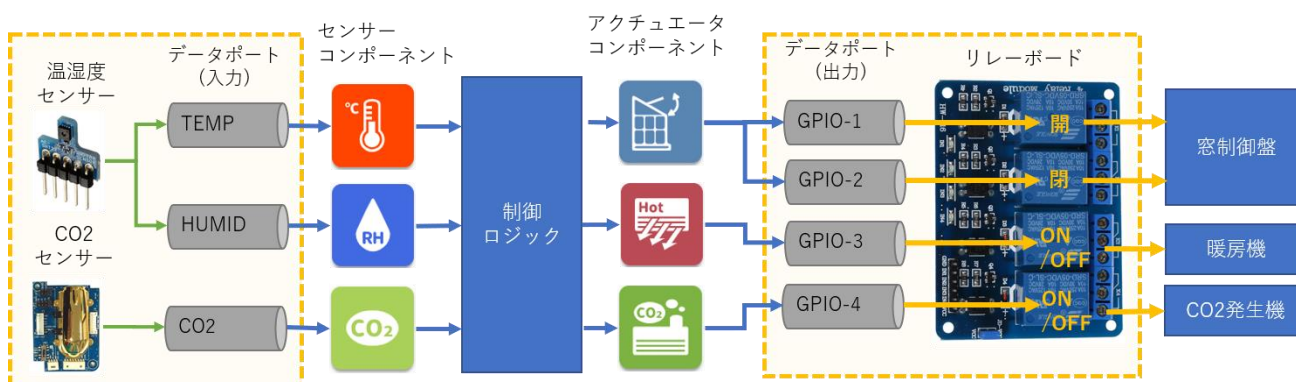 温湿度
センサー
データポート
(入力)
センサー
コンポーネント
アクチュエータ
コンポーネント
データポート
(出力)
リレーボード
TEMP
HUMID
CO2
センサー
CO2
℃
RH
CO₂
制御
ロジック
Hot
CO₂
GPIO-1
GPIO-2
GPIO-3
GPIO-4
4 Relay Module
開
閉
ON
/OFF
ON
/OFF
窓制御盤
暖房機
CO2発生機